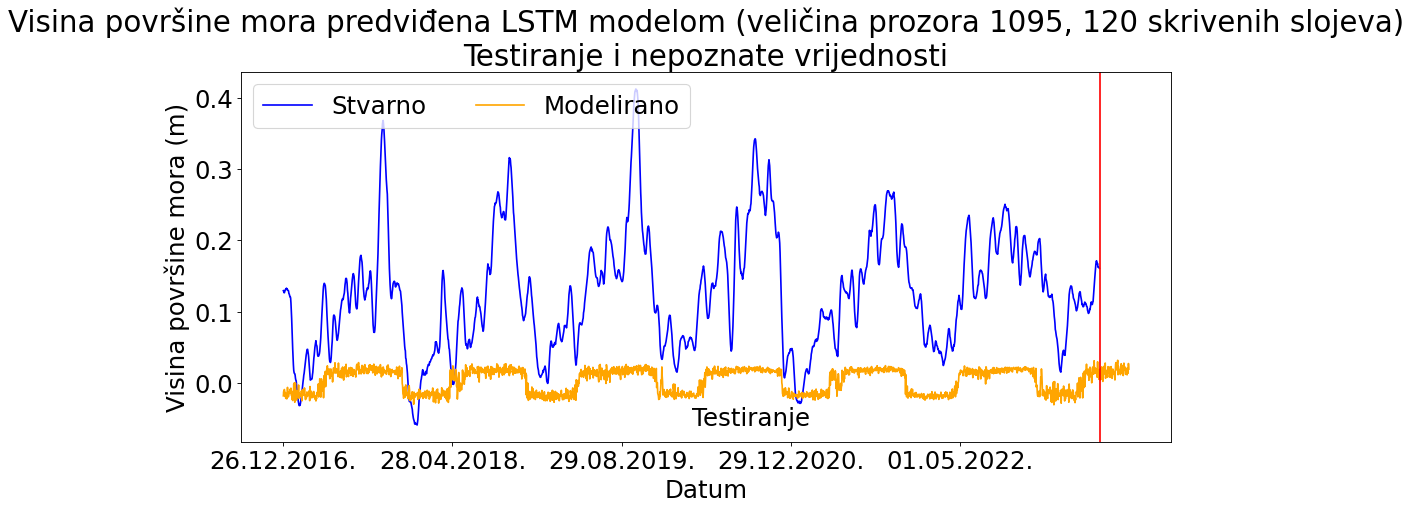 Visina površine mora predviđena LSTM modelom (veličina prozora 1095, 120 skrivenih slojeva)
Testiranje i nepoznate vrijednosti
Stvarno
Modelirano
Visina površine mora (m)
0.4
0.3
0.2
0.1
0.0
Testiranje
26.12.2016.
28.04.2018.
29.08.2019.
29.12.2020.
01.05.2022.
Datum